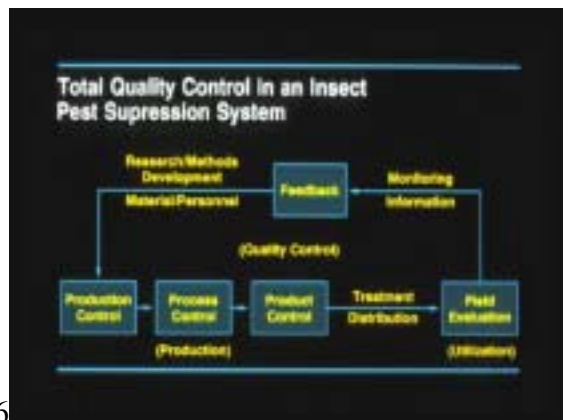 Total Quality Control in an Insect
Pest Supression System
Research/Methods
Development
Material/Personnel
Feedback
Monitoring
Information
(Quality Control)
Production
Control
Process
Control
Product
Control
Treatment
Distribution
Field
Evaluation
(Production)
(Utilization)
6